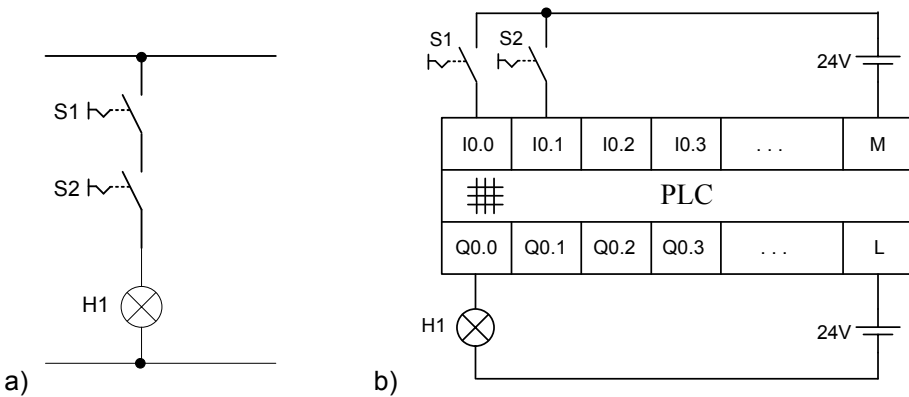 S1
S2
H1
a)
S1
S2
24V
I0.0 I0.1 I0.2 I0.3 . . . M
PLC
Q0.0 Q0.1 Q0.2 Q0.3 . . . L
H1
24V
b)